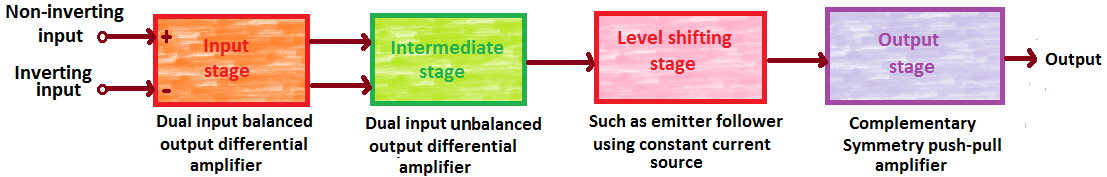 Non-inverting
input
Inverting
input
+
-
Input
stage
Dual input balanced
output differential
amplifier
Intermediate
stage
Dual input unbalanced
output differential
amplifier
Level shifting
stage
Such as emitter follower
using constant current
source
Output
stage
Complementary
Symmetry push-pull
amplifier
Output